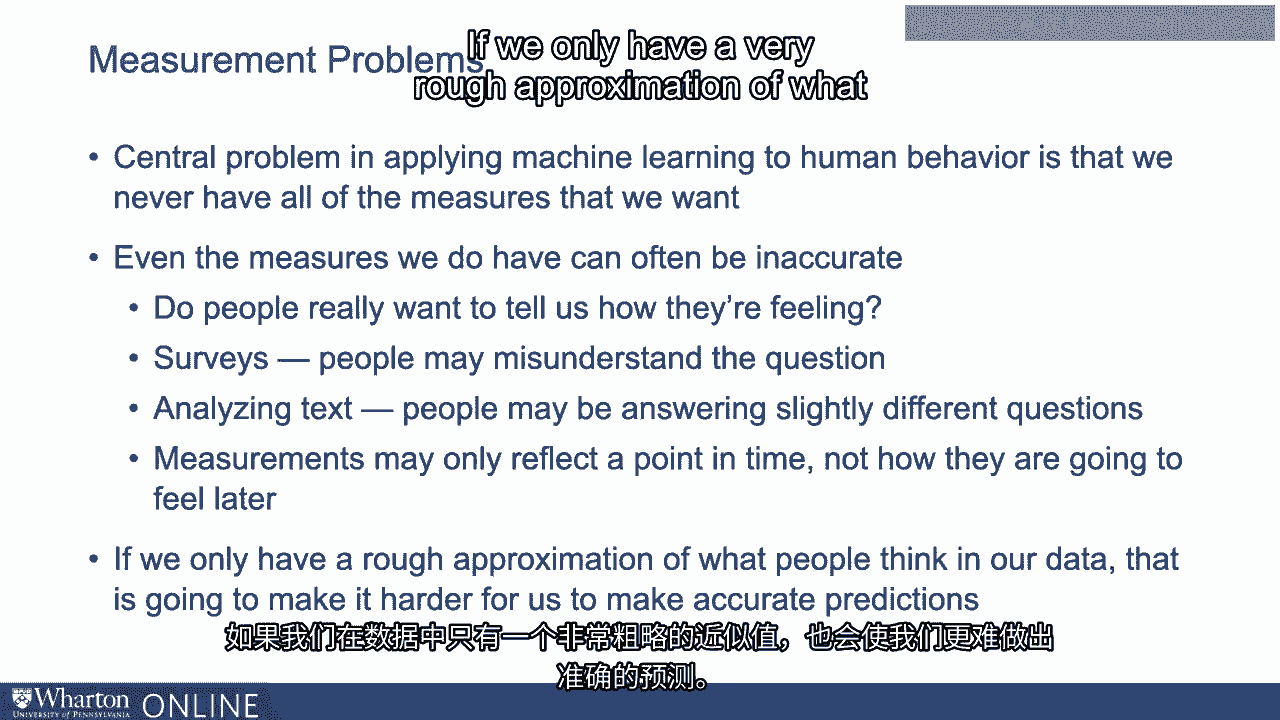 Measurement Problems
If we only have a very
rough approximation of what
• Central problem in applying machine learning to human behavior is that we
never have all of the measures that we want
• Even the measures we do have can often be inaccurate
• Do people really want to tell us how they're feeling?
• Surveys — people may misunderstand the question
• Analyzing text — people may be answering slightly different questions
• Measurements may only reflect a point in time, not how they are going to
feel later
• If we only have a rough approximation of what people think in our data, that
is going to make it harder for us to make accurate predictions
如果我们在数据中只有一个非常粗略的近似值，也会使我们更难做出
准确的预测。
Wharton ONLINE
UNIVERSITY of PENNSYLVANIA